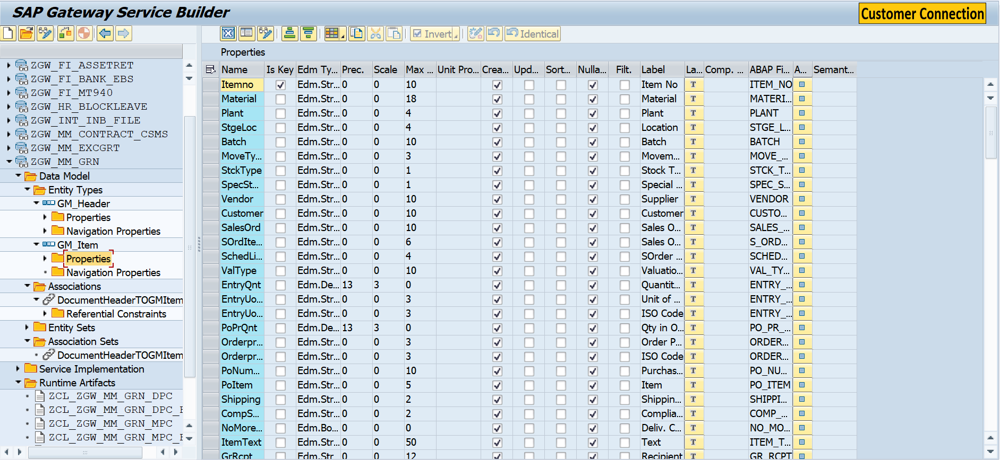 SAP Gateway Service Builder
Customer Connection
Invert
Identical
ZGW_FI_ASSETRET
ZGW_FI_BANK_EBS
ZGW_FI_MT940
ZGW_HR_BLOCKLEAVE
ZGW_INT_INB_FILE
ZGW_MM_CONTRACT_CSMS
ZGW_MM_EXCGRT
ZGW_MM_GRN
Data Model
Entity Types
GM_Header
Properties
Navigation Properties
GM_Item
Properties
Navigation Properties
Associations
DocumentHeaderTOGMItem
Referential Constraints
Entity Sets
Association Sets
DocumentHeaderTOGMItem
Service Implementation
Runtime Artifacts
ZCL_ZGW_MM_GRN_DPC
ZCL_ZGW_MM_GRN_DPC_E
ZCL_ZGW_MM_GRN_MPC
ZCL_ZGW_MM_GRN_MPC_E
Properties
Name Is Key Edm Ty... Prec. Scale Max ... Unit Pro... Crea... Upd... Sort... Nulla... Filt. Label La... Comp. ... ABAP Fi... A... Semant...
Itemno Edm.Str... 0 0 10 Item No T ITEM_NO
Material Edm.Str... 0 0 18 Material T MATERI...
Plant Edm.Str... 0 0 4 Plant T PLANT
StgeLoc Edm.Str... 0 0 4 Location T STGE_L...
Batch Edm.Str... 0 0 10 Batch T BATCH
MoveTy... Edm.Str... 0 0 3 Movem... T MOVE_...
StckType Edm.Str... 0 0 1 Stock T... T STCK_T...
SpecSt... Edm.Str... 0 0 1 Special ... T SPEC_S...
Vendor Edm.Str... 0 0 10 Supplier T VENDOR
Customer Edm.Str... 0 0 10 Customer T CUSTO...
SalesOrd Edm.Str... 0 0 10 Sales O... T SALES_...
SOrdIte... Edm.Str... 0 0 6 Sales O... T S_ORD...
SchedLi... Edm.Str... 0 0 4 SOrder ... T SCHED...
ValType Edm.Str... 0 0 10 Valuatio... T VAL_TY...
EntryQnt Edm.De... 13 3 0 Quantit... T ENTRY_...
EntryUo... Edm.Str... 0 0 3 Unit of ... T ENTRY_...
EntryUo... Edm.Str... 0 0 3 ISO Code T ENTRY_...
PoPrQnt Edm.De... 13 3 0 Qty in O... T PO_PR_...
Orderpr... Edm.Str... 0 0 3 Order P... T ORDER...
Orderpr... Edm.Str... 0 0 3 ISO Code T ORDER...
PoNum... Edm.Str... 0 0 10 Purchas... T PO_NU...
PoItem Edm.Str... 0 0 5 Item T PO_ITEM
Shipping Edm.Str... 0 0 2 Shippin... T SHIPPI...
CompS... Edm.Str... 0 0 2 Complia... T COMP_...
NoMore... Edm.Bo... 0 0 0 Deliv. C... T NO_MO...
ItemText Edm.Str... 0 0 50 Text T ITEM_T...
GrRcpt Edm.Str 0 0 12 Recipient T GR_RCPT